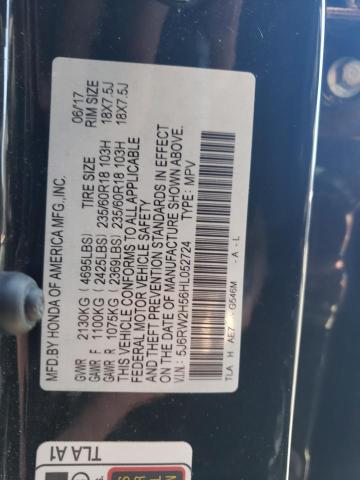 MFD.BY HONDA OF AMERICA MFG.,INC. 06/17
GVWR 2130KG (4695LBS) TIRE SIZE RIM SIZE
GAWR F 1100KG (2425LBS) 235/60R18 103H 18X7.5J
GAWR R 1075KG (2369LBS) 235/60R18 103H 18X7.5J
THIS VEHICLE CONFORMS TO ALL APPLICABLE
FEDERAL MOTOR VEHICLE SAFETY
AND THEFT PREVENTION STANDARDS IN EFFECT
ON THE DATE OF MANUFACTURE SHOWN ABOVE.
V.I.N.: 5J6RW2H56HL052724 TYPE: MPV
TLA H AE7 G546M -A-L
TLA A1